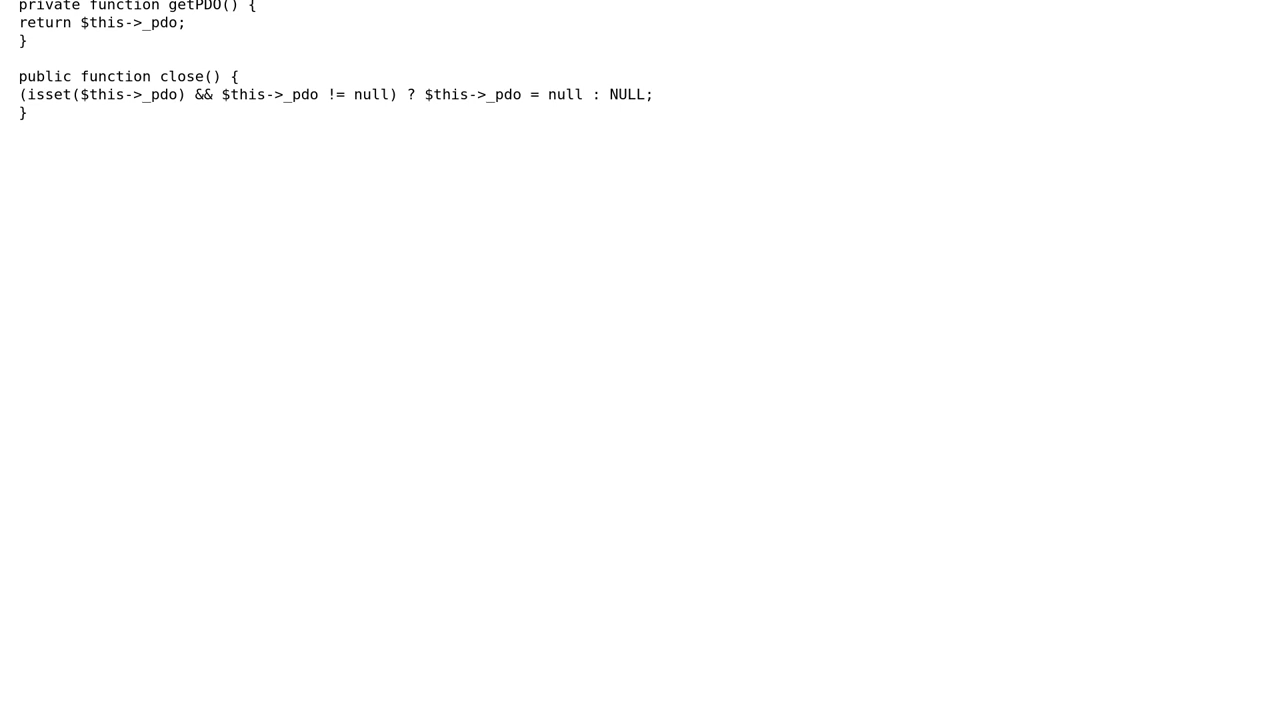 private function getPDO() {
return $this->_pdo;
}

public function close() {
(isset($this->_pdo) && $this->_pdo != null) ? $this->_pdo = null : NULL;
}